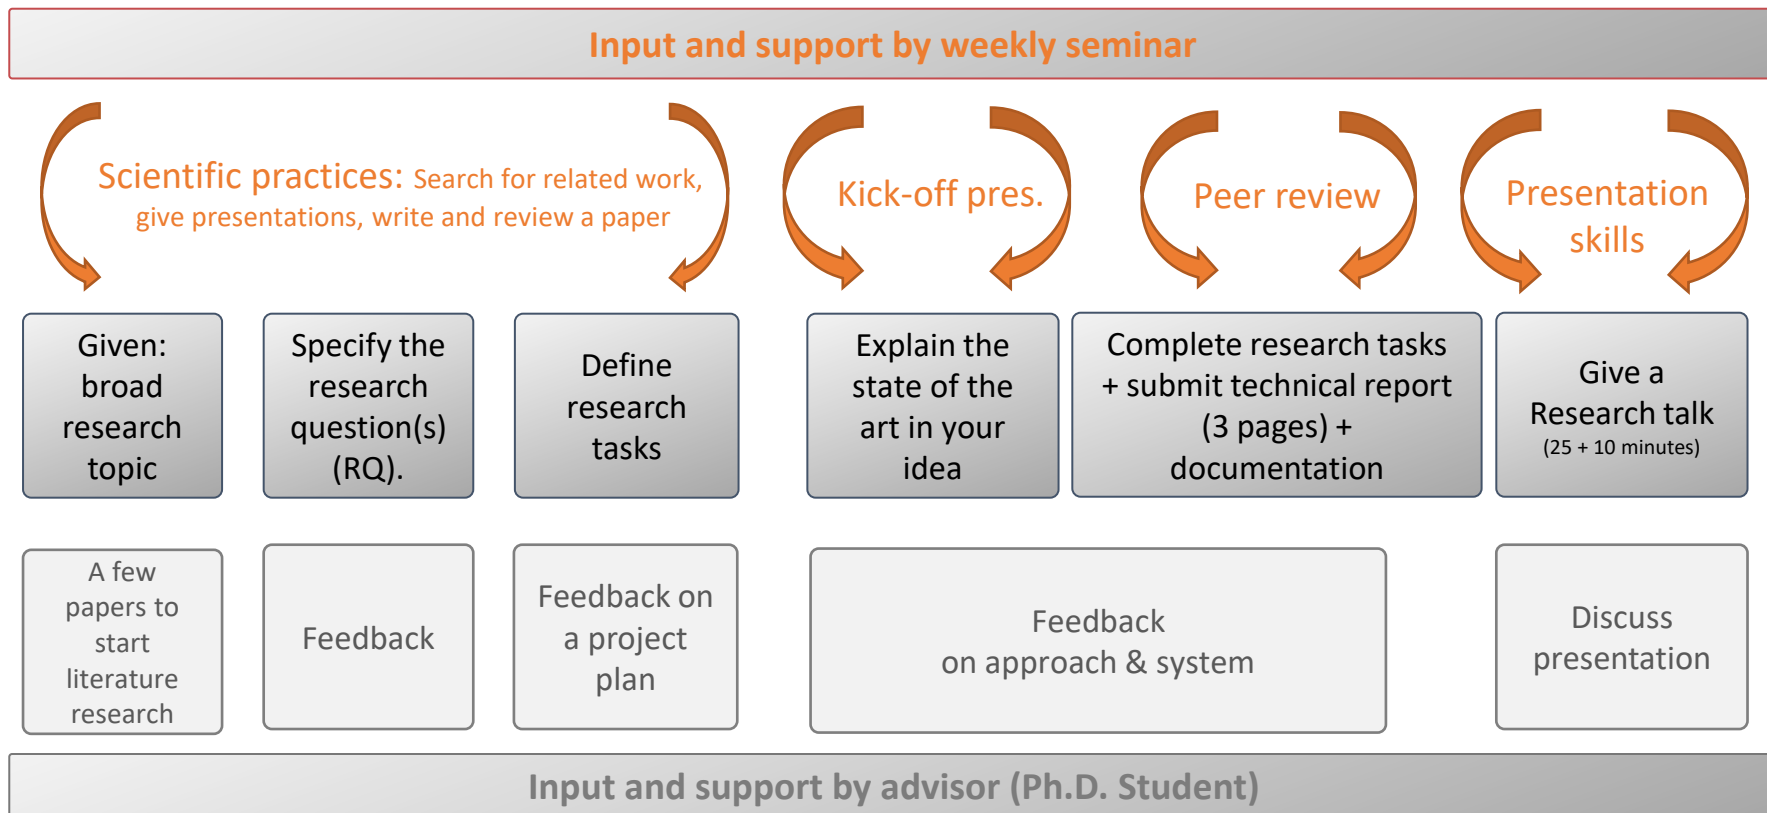 Input and support by weekly seminar
Scientific practices: Search for related work,
give presentations, write and review a paper
Kick-off pres.
Peer review
Presentation
skills
Given:
broad
research
topic
Specify the
research
question(s)
(RQ).
Define
research
tasks
Explain the
state of the
art in your
idea
Complete research tasks
+ submit technical report
(3 pages) +
documentation
Give a
Research talk
(25 + 10 minutes)
A few
papers to
start
literature
research
Feedback
Feedback on
a project
plan
Feedback
on approach & system
Discuss
presentation
Input and support by advisor (Ph.D. Student)